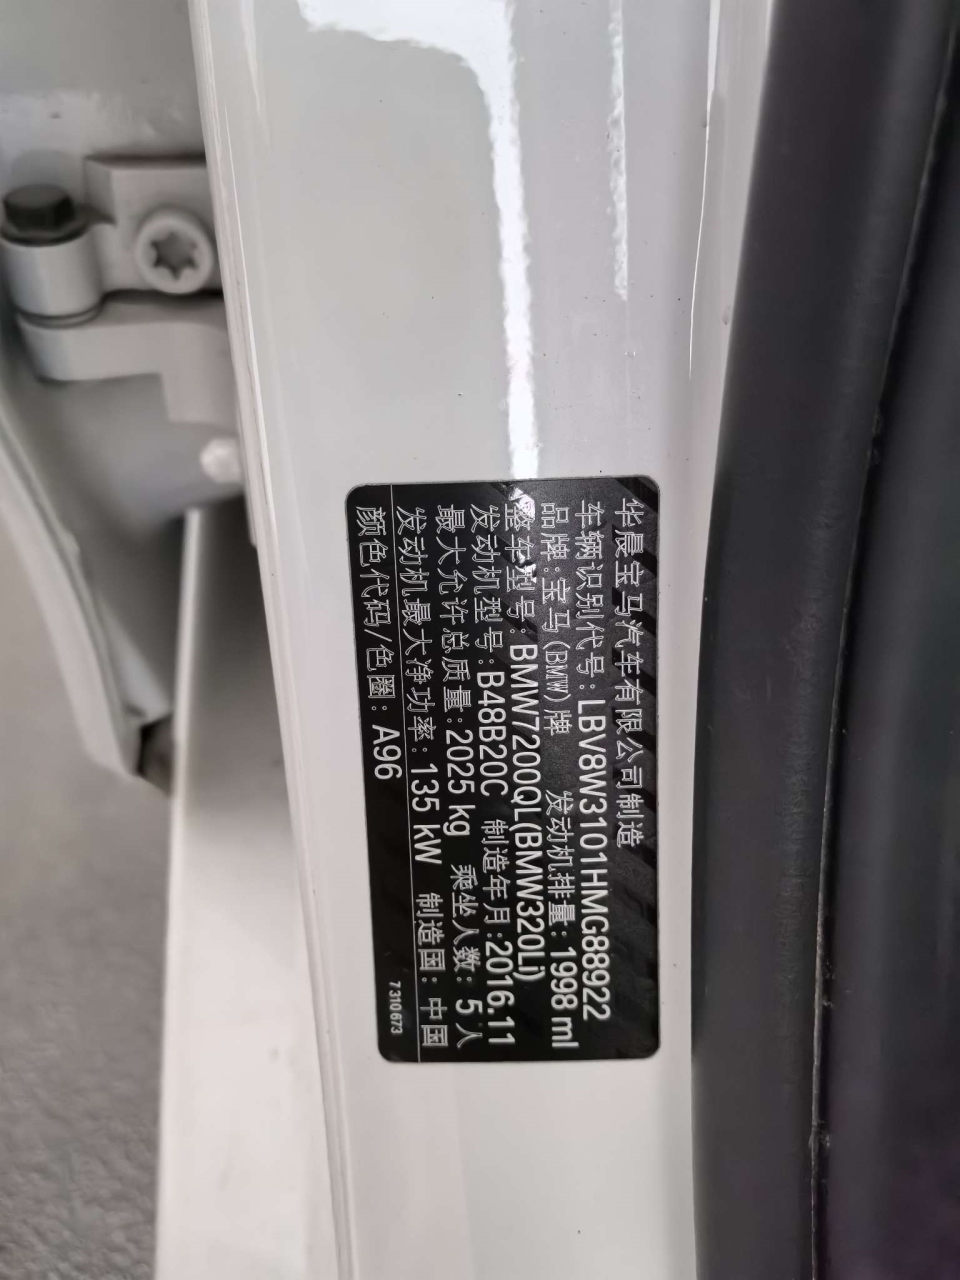 华晨宝马汽车有限公司制造
车辆识别代号:LBV8W3101HMG88922
品牌:宝马(BMW)牌 发动机排量:1998 ml
整车型号:BMW7200QL(BMW320Li)
发动机型号:B48B20C 制造年月:2016.11
最大允许总质量:2025 kg 乘坐人数:5人
发动机最大净功率:135 kW 制造国:中国
颜色代码/色圈:A96 7310673